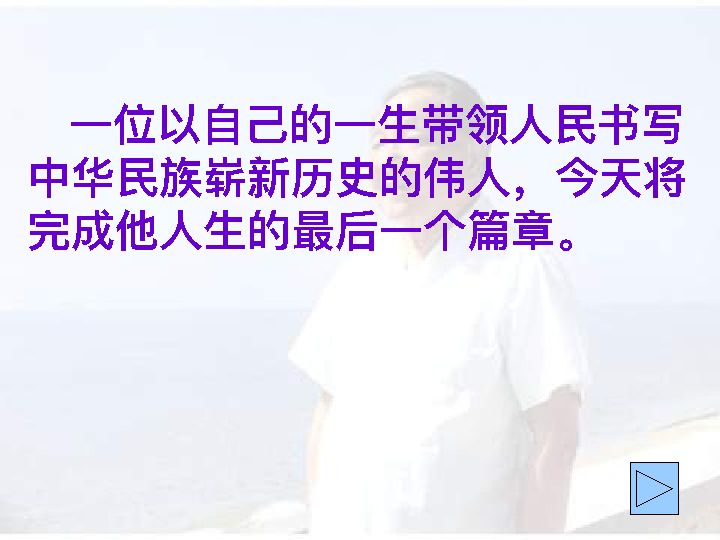 一位以自己的一生带领人民书写
中华民族崭新历史的伟人，今天将
完成他人生的最后一个篇章。